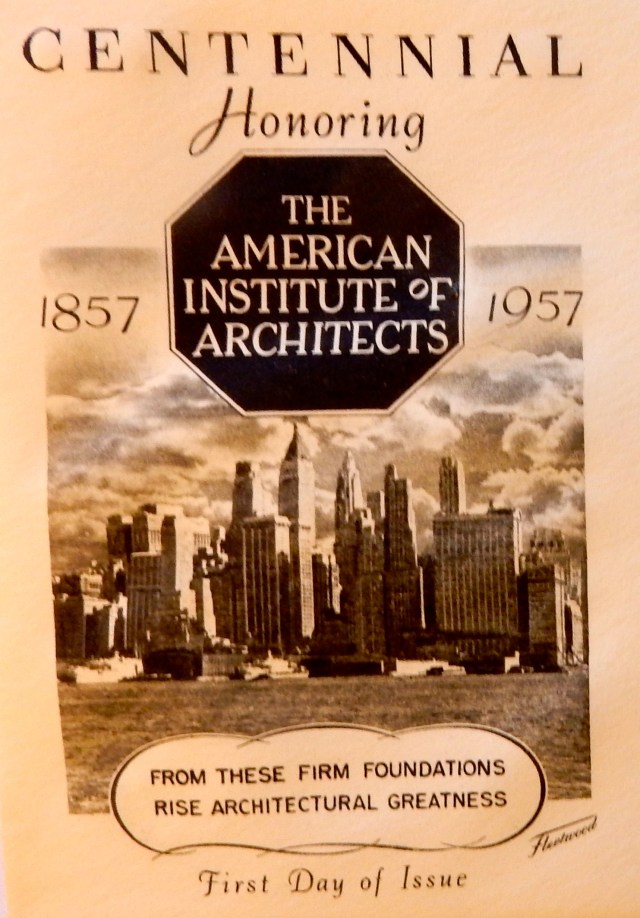 CENTENNIAL
Honoring
THE
AMERICAN
INSTITUTE OF
ARCHITECTS
1857
1957
FROM THESE FIRM FOUNDATIONS
RISE ARCHITECTURAL GREATNESS
Fleetwood
First Day of Issue